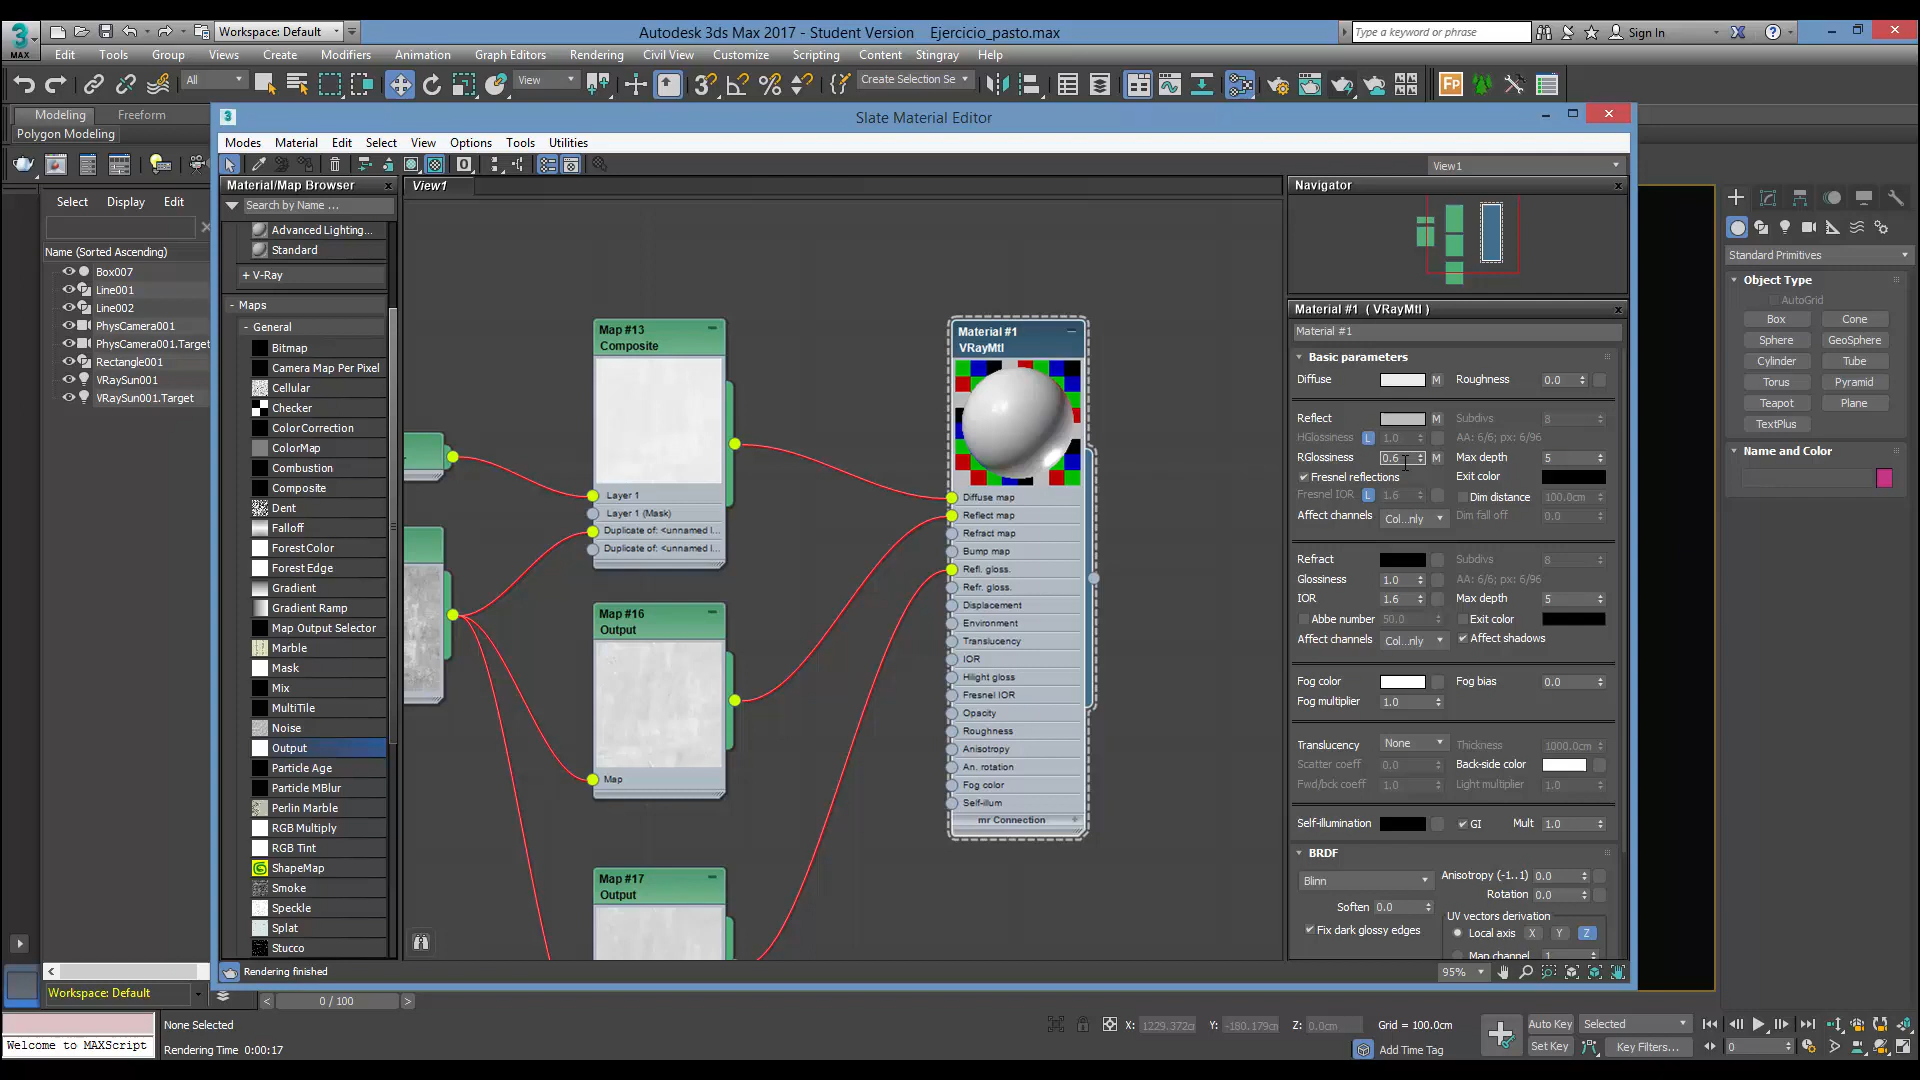 3
MAX
Workspace: Default
Autodesk 3ds Max 2017 - Student Version    Ejercicio_pasto.max
Type a keyword or phrase
Sign In
Edit Tools Group Views Create Modifiers Animation Graph Editors Rendering Civil View Customize Scripting Content Stingray Help
All
View
Create Selection Se
Fp
Modeling Freeform
Polygon Modeling
Select Display Edit
Name (Sorted Ascending)
Box007
Line001
Line002
PhysCamera001
PhysCamera001.Target
Rectangle001
VRaySun001
VRaySun001.Target
Workspace: Default
Slate Material Editor
Modes Material Edit Select View Options Tools Utilities
View1
Material/Map Browser
Search by Name ...
Advanced Lighting...
Standard
+ V-Ray
- Maps
- General
Bitmap
Camera Map Per Pixel
Cellular
Checker
ColorCorrection
ColorMap
Combustion
Composite
Dent
Falloff
ForestColor
Forest Edge
Gradient
Gradient Ramp
Map Output Selector
Marble
Mask
Mix
MultiTile
Noise
Output
Particle Age
Particle MBlur
Perlin Marble
RGB Multiply
RGB Tint
ShapeMap
Smoke
Speckle
Splat
Stucco
Rendering finished
View1
Map #13
Composite
Layer 1
Layer 1 (Mask)
Duplicate of: <unnamed l...
Duplicate of: <unnamed l...
Map #16
Output
Map
Map #17
Output
Material #1
VRayMtl
Diffuse map
Reflect map
Refract map
Bump map
Refl. gloss.
Refr. gloss.
Displacement
Environment
Translucency
IOR
Hilight gloss
Fresnel IOR
Opacity
Roughness
Anisotropy
An. rotation
Fog color
Self-illum
mr Connection +
Navigator
Material #1 ( VRayMtl )
Material #1
Basic parameters
Diffuse M Roughness 0.0
Reflect M Subdivs 8
HGlossiness L 1.0 AA: 6/6; px: 6/96
RGlossiness 0.6 M Max depth 5
Fresnel reflections Exit color
Fresnel IOR L 1.6 Dim distance 100.0cm
Affect channels Col...nly Dim fall off 0.0
Refract Subdivs 8
Glossiness 1.0 AA: 6/6; px: 6/96
IOR 1.6 Max depth 5
Abbe number 50.0 Exit color
Affect channels Col...nly Affect shadows
Fog color Fog bias 0.0
Fog multiplier 1.0
Translucency None Thickness 1000.0cm
Scatter coeff 0.0 Back-side color
Fwd/bck coeff 1.0 Light multiplier 1.0
Self-illumination GI Mult 1.0
BRDF
Blinn Anisotropy (-1..1) 0.0
Rotation 0.0
Soften 0.0 UV vectors derivation
Fix dark glossy edges Local axis X Y Z
Map channel 1
95%
Standard Primitives
Object Type
AutoGrid
Box Cone
Sphere GeoSphere
Cylinder Tube
Torus Pyramid
Teapot Plane
TextPlus
Name and Color
< 0 / 100 >
None Selected
X: 1229.372cm Y: -180.179cm Z: 0.0cm Grid = 100.0cm
Auto Key Selected
Welcome to MAXScript
Rendering Time 0:00:17
Add Time Tag
Set Key Key Filters... 0